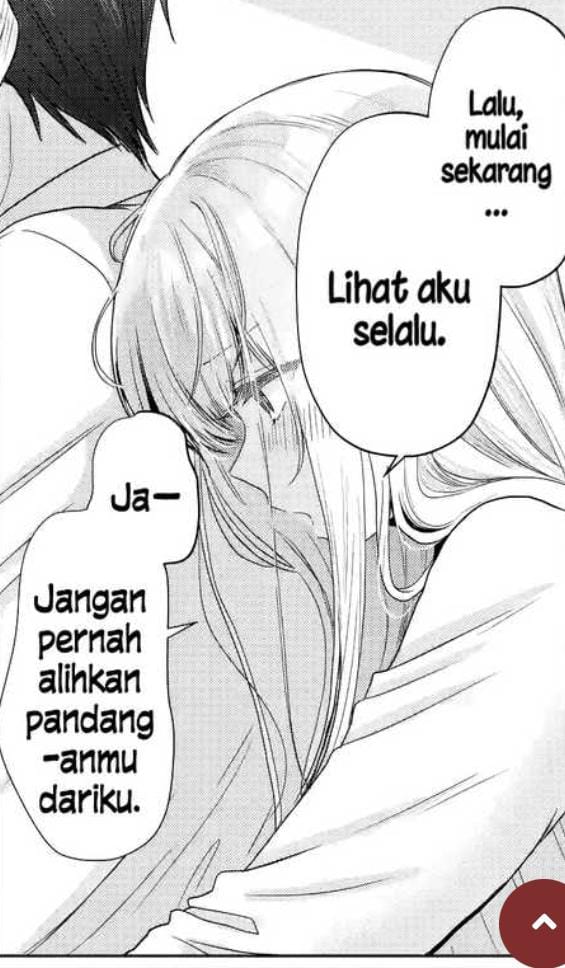 Lalu,
mulai
sekarang
...
Lihat aku
selalu.
Ja—
Jangan
pernah
alihkan
pandang
-anmu
dariku.